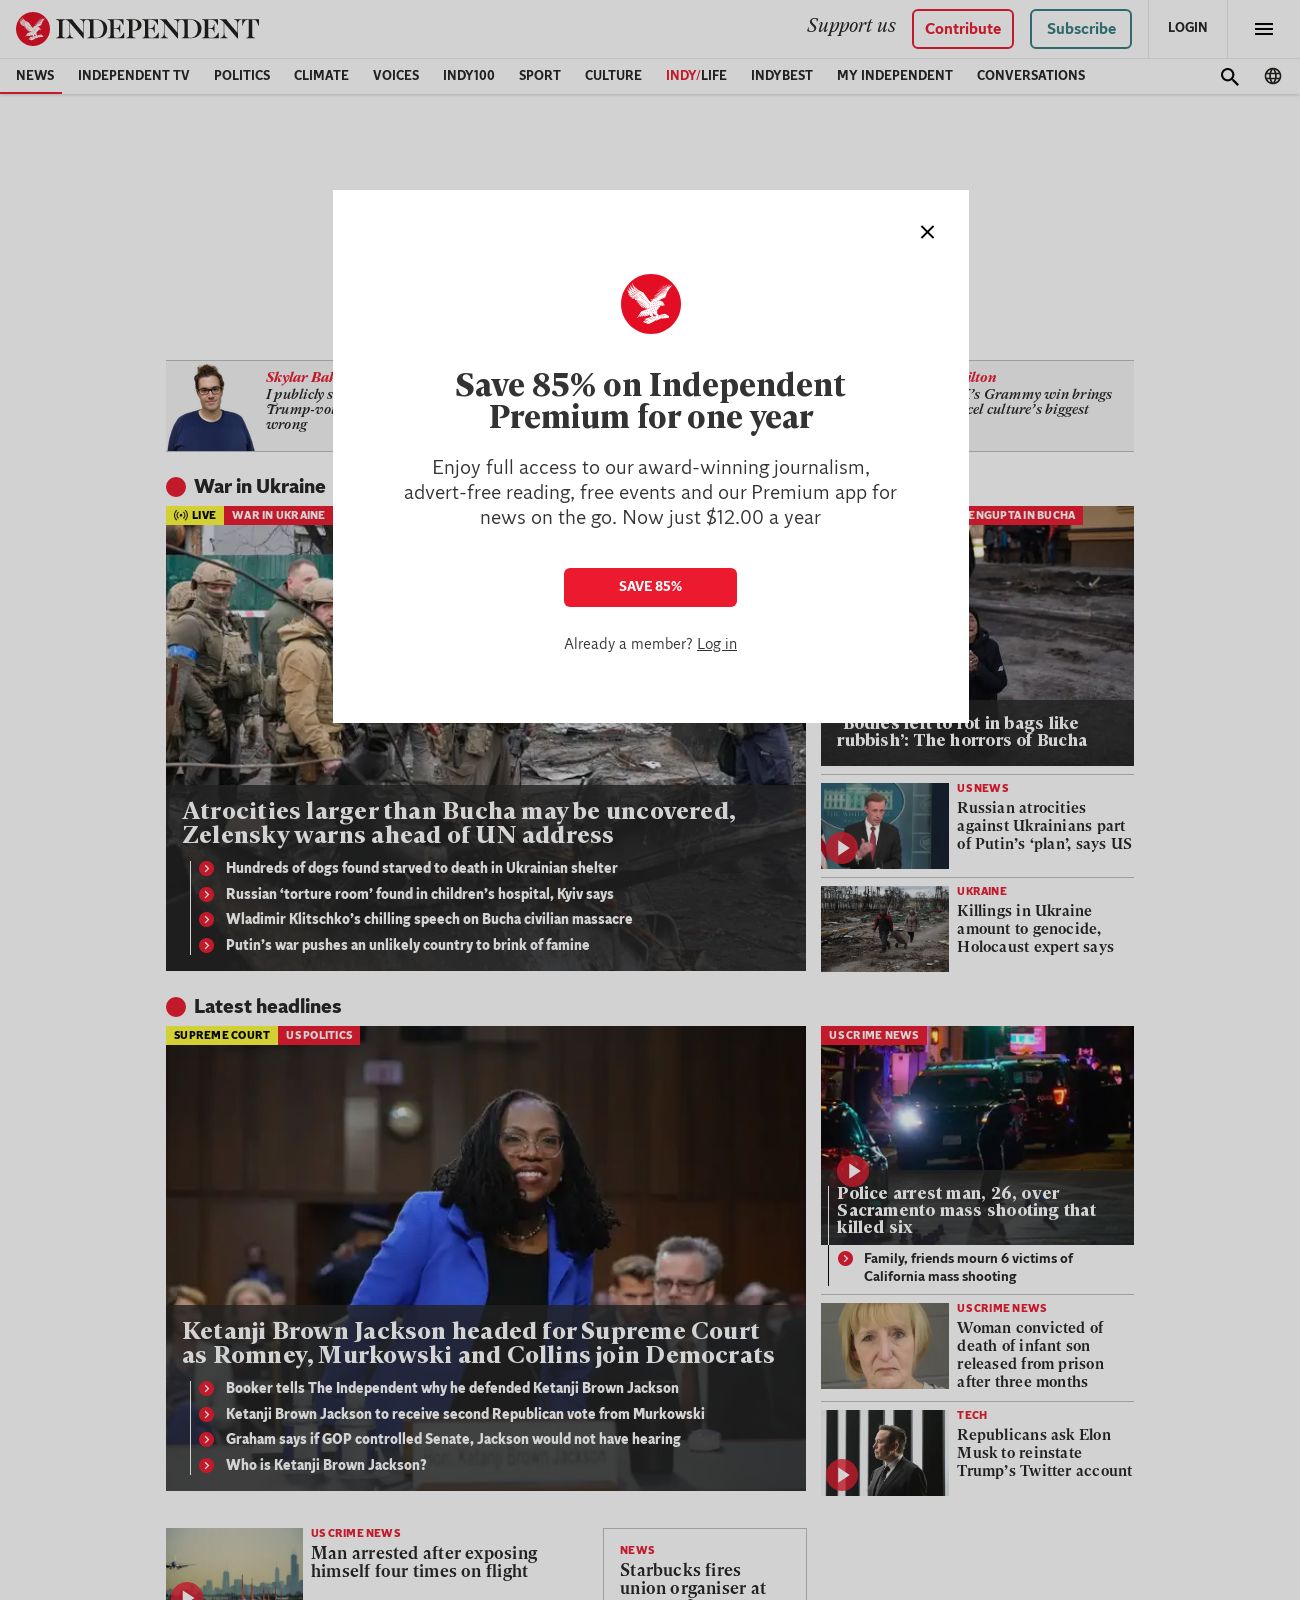 INDEPENDENT
Support us
Contribute
Subscribe
LOGIN
NEWS
INDEPENDENT TV
POLITICS
CLIMATE
VOICES
INDY100
SPORT
CULTURE
INDY/LIFE
INDYBEST
MY INDEPENDENT
CONVERSATIONS
Save 85% on Independent
Premium for one year
Enjoy full access to our award-winning journalism,
advert-free reading, free events and our Premium app for
news on the go. Now just $12.00 a year
SAVE 85%
Already a member? Log in
Skylar
I publicly
wrong
Grammy win brings
culture's biggest
War in Ukraine
LIVE
WAR IN UKRAINE
Atrocities larger than Bucha may be uncovered,
Zelensky warns ahead of UN address
Hundreds of dogs found starved to death in Ukrainian shelter
Russian ‘torture room’ found in children’s hospital, Kyiv says
Wladimir Klitschko’s chilling speech on Bucha civilian massacre
Putin’s war pushes an unlikely country to brink of famine
IN BUCHA
‘Bodies left to rot in bags like
rubbish’: The horrors of Bucha
US NEWS
Russian atrocities
against Ukrainians part
of Putin’s ‘plan’, says US
UKRAINE
Killings in Ukraine
amount to genocide,
Holocaust expert says
Latest headlines
SUPREME COURT
US POLITICS
Ketanji Brown Jackson headed for Supreme Court
as Romney, Murkowski and Collins join Democrats
Booker tells The Independent why he defended Ketanji Brown Jackson
Ketanji Brown Jackson to receive second Republican vote from Murkowski
Graham says if GOP controlled Senate, Jackson would not have hearing
Who is Ketanji Brown Jackson?
US CRIME NEWS
Police arrest man, 26, over
Sacramento mass shooting that
killed six
Family, friends mourn 6 victims of
California mass shooting
US CRIME NEWS
Woman convicted of
death of infant son
released from prison
after three months
TECH
Republicans ask Elon
Musk to reinstate
Trump’s Twitter account
US CRIME NEWS
Man arrested after exposing
himself four times on flight
NEWS
Starbucks fires
union organiser at